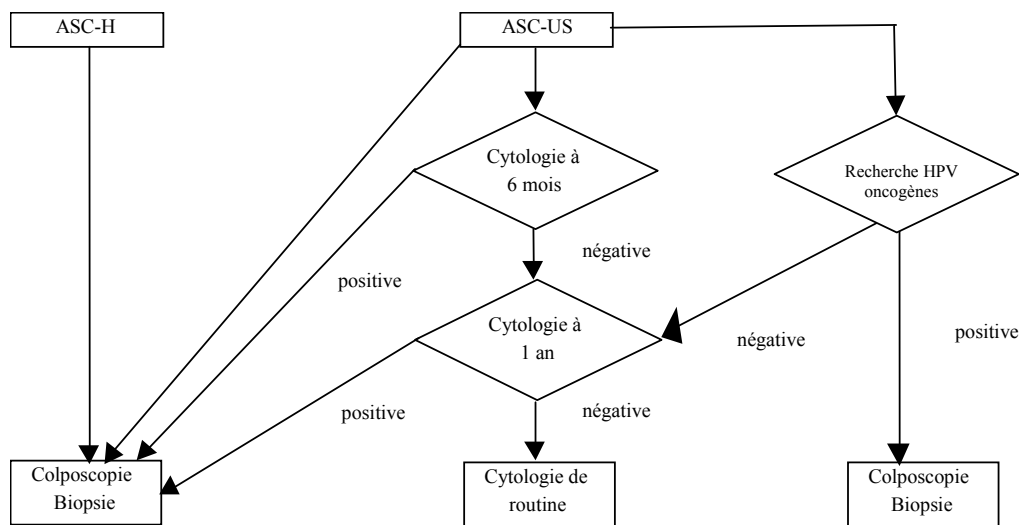 ASC-H
ASC-US
Cytologie à
6 mois
Recherche HPV
oncogènes
négative
positive
Cytologie à
1 an
négative
positive
positive
négative
Colposcopie
Biopsie
Cytologie de
routine
Colposcopie
Biopsie